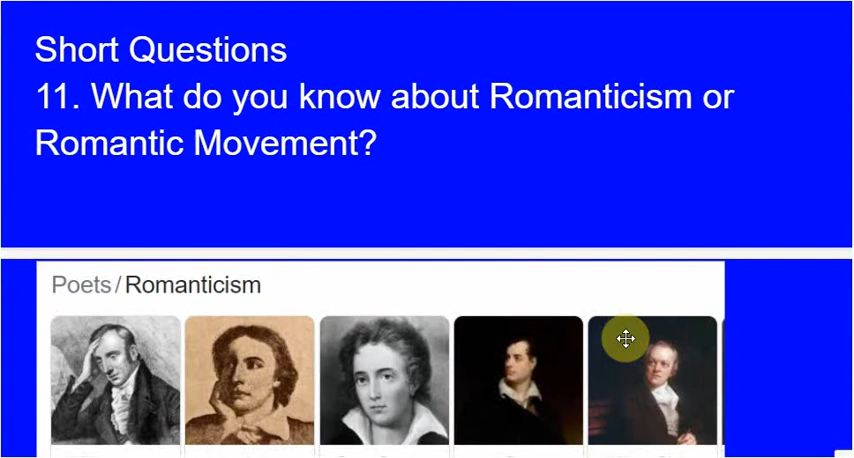 Short Questions
11. What do you know about Romanticism or
Romantic Movement?
Poets/Romanticism